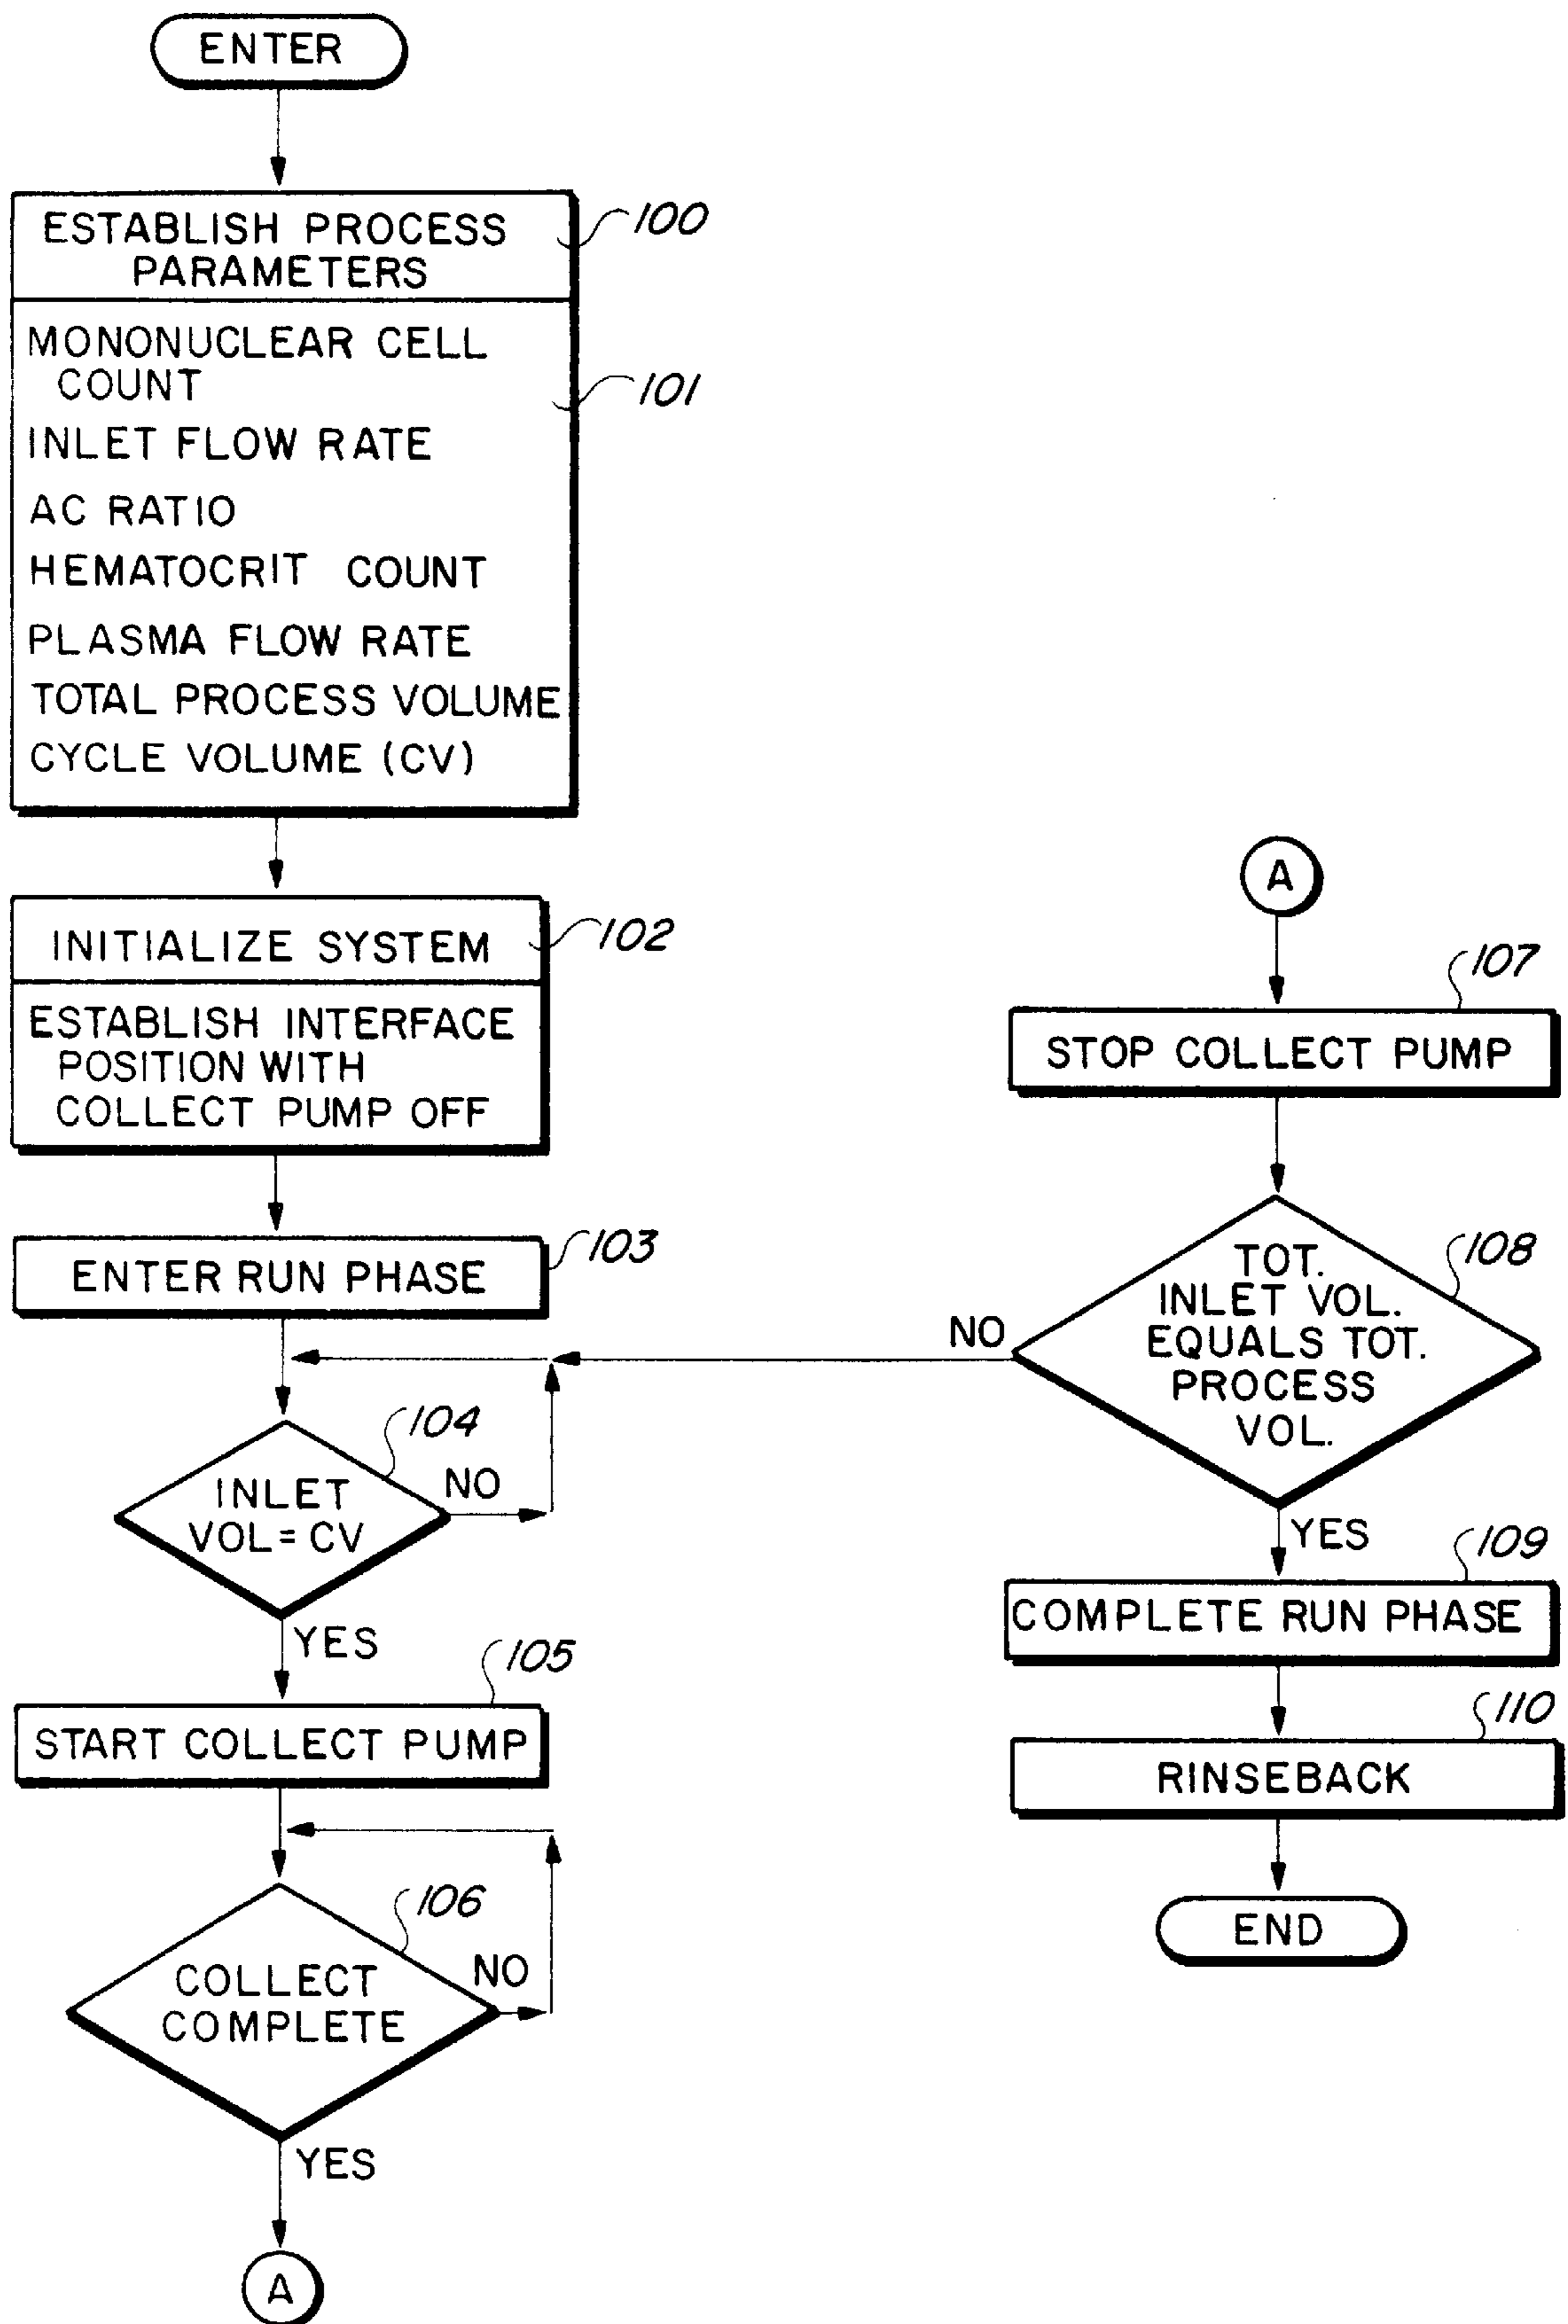 ENTER
ESTABLISH PROCESS
PARAMETERS
100
MONONUCLEAR CELL
COUNT
101
INLET FLOW RATE
AC RATIO
HEMATOCRIT COUNT
PLASMA FLOW RATE
TOTAL PROCESS VOLUME
CYCLE VOLUME (CV)
INITIALIZE SYSTEM
102
ESTABLISH INTERFACE
POSITION WITH
COLLECT PUMP OFF
ENTER RUN PHASE
103
104
INLET
VOL = CV
NO
YES
105
START COLLECT PUMP
106
COLLECT
COMPLETE
NO
YES
A
A
107
STOP COLLECT PUMP
108
TOT.
INLET VOL.
EQUALS TOT.
PROCESS
VOL.
NO
YES
109
COMPLETE RUN PHASE
110
RINSEBACK
END